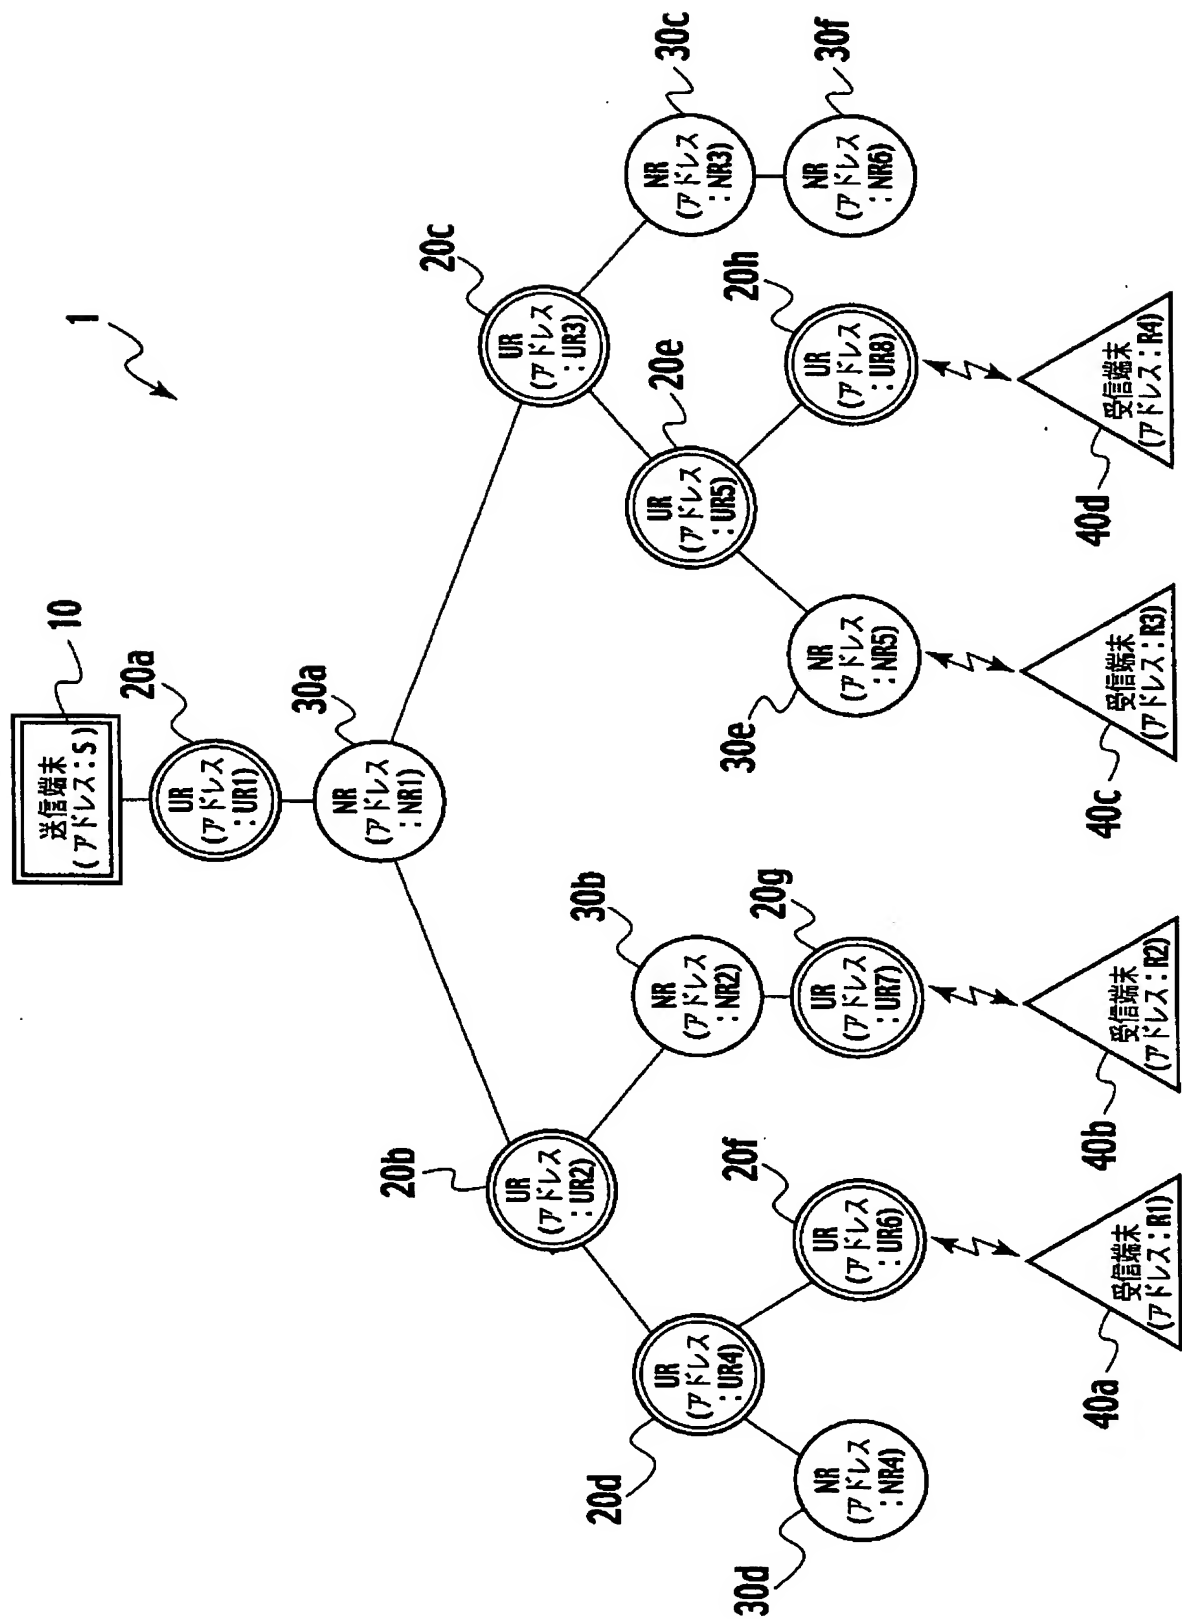 1
10
送信端末
(アドレス:S)
20a
UR
(アドレス
:UR1)
30a
NR
(アドレス
:NR1)
20b
UR
(アドレス
:UR2)
20c
UR
(アドレス
:UR3)
20d
UR
(アドレス
:UR4)
30b
NR
(アドレス
:NR2)
20e
UR
(アドレス
:UR5)
30c
NR
(アドレス
:NR3)
30d
NR
(アドレス
:NR4)
20f
UR
(アドレス
:UR6)
20g
UR
(アドレス
:UR7)
30e
NR
(アドレス
:NR5)
20h
UR
(アドレス
:UR8)
30f
NR
(アドレス
:NR6)
40a
受信端末
(アドレス:R1)
40b
受信端末
(アドレス:R2)
40c
受信端末
(アドレス:R3)
40d
受信端末
(アドレス:R4)